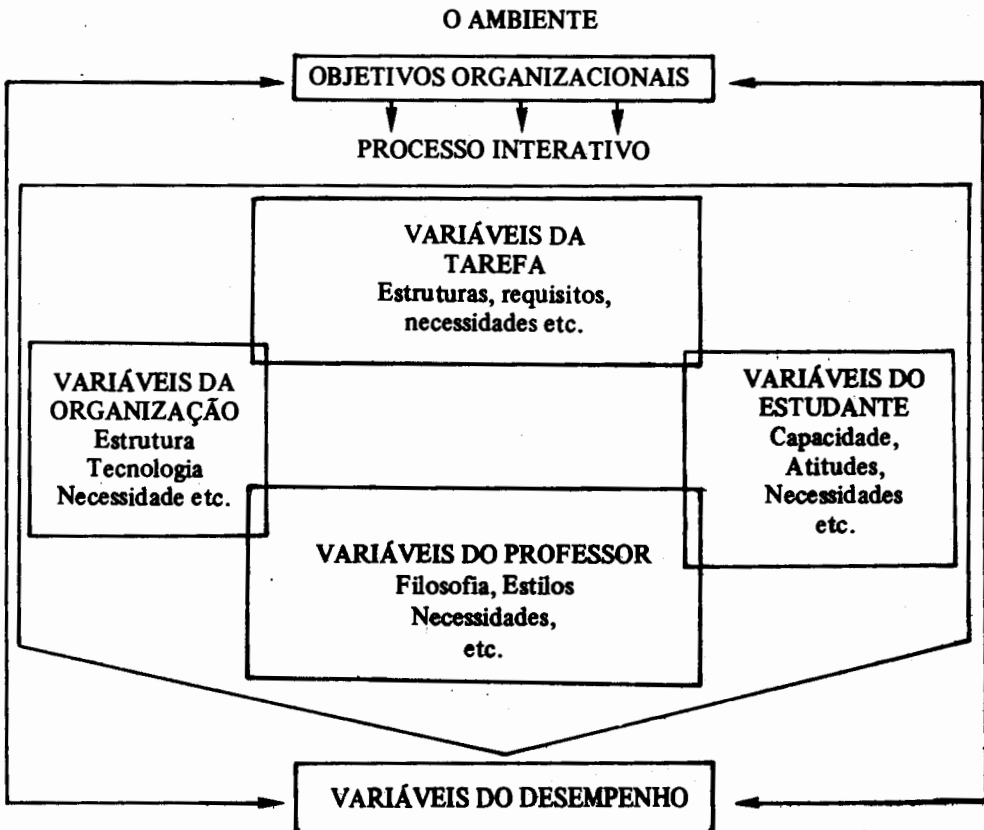 O AMBIENTE
OBJETIVOS ORGANIZACIONAIS
PROCESSO INTERATIVO
VARIÁVEIS DA
TAREFA
Estruturas, requisitos,
necessidades etc.
VARIÁVEIS DA
ORGANIZAÇÃO
Estrutura
Tecnologia
Necessidade etc.
VARIÁVEIS DO
ESTUDANTE
Capacidade,
Atitudes,
Necessidades
etc.
VARIÁVEIS DO PROFESSOR
Filosofia, Estilos
Necessidades,
etc.
VARIÁVEIS DO DESEMPENHO